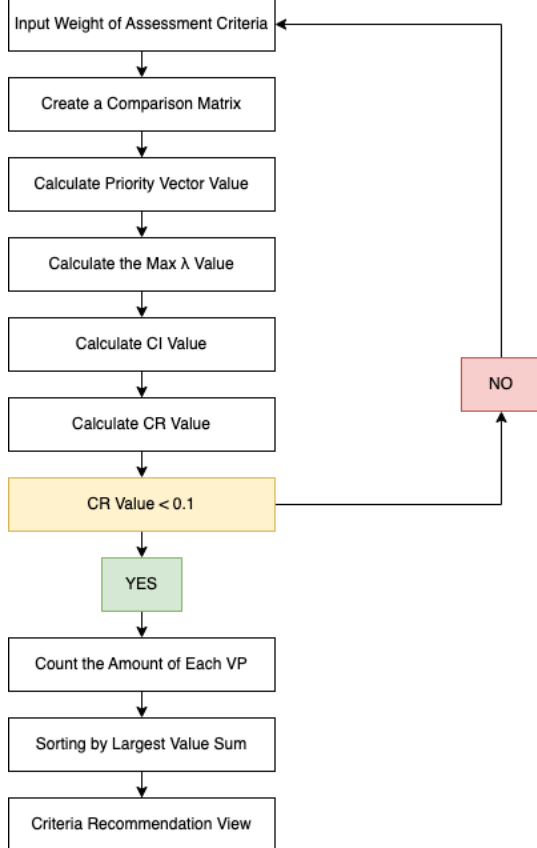 Input Weight of Assessment Criteria
Create a Comparison Matrix
Calculate Priority Vector Value
Calculate the Max λ Value
Calculate CI Value
NO
Calculate CR Value
CR Value < 0.1
YES
Count the Amount of Each VP
Sorting by Largest Value Sum
Criteria Recommendation View